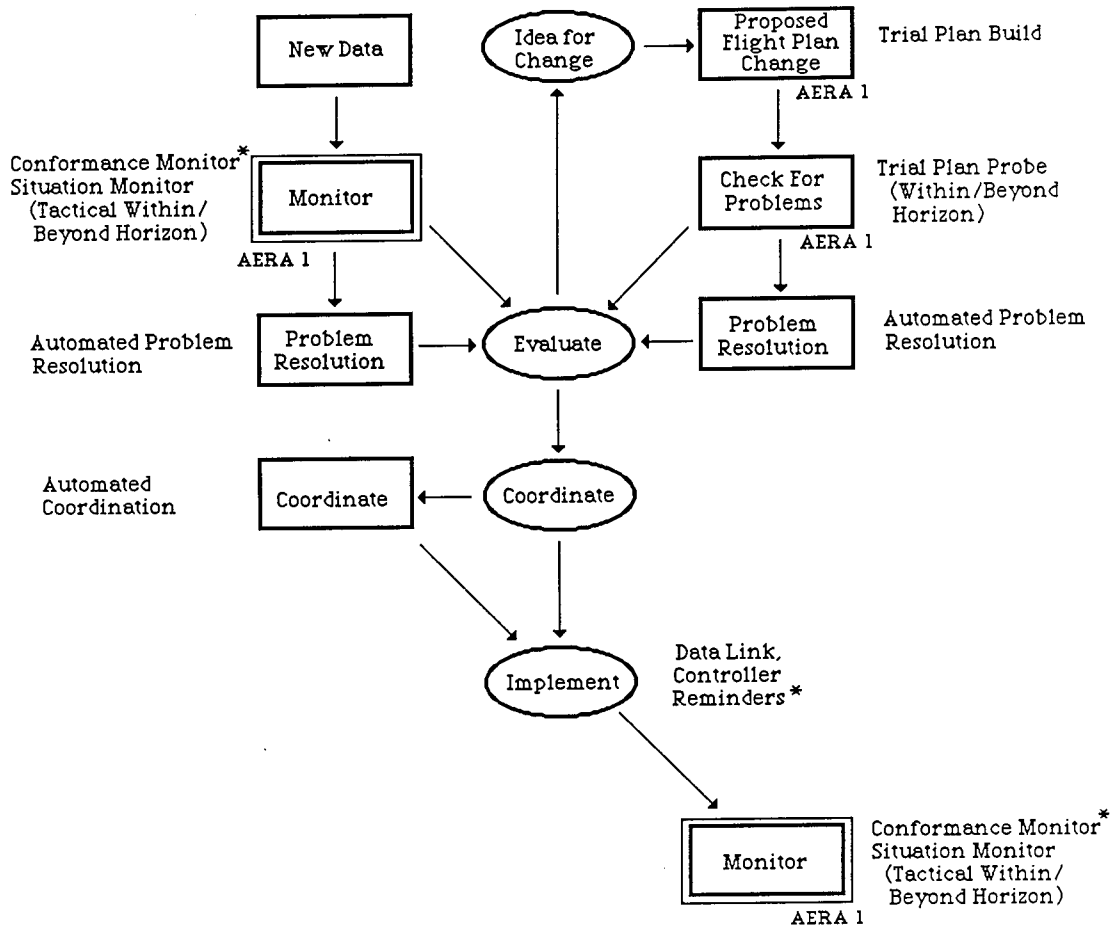 New Data
Idea for
Change
Proposed
Flight Plan
Change
Trial Plan Build
AERA 1
Conformance Monitor*
Situation Monitor
(Tactical Within/
Beyond Horizon)
Monitor
AERA 1
Check For
Problems
Trial Plan Probe
(Within/Beyond
Horizon)
AERA 1
Automated Problem
Resolution
Problem
Resolution
Evaluate
Problem
Resolution
Automated Problem
Resolution
Automated
Coordination
Coordinate
Coordinate
Implement
Data Link,
Controller
Reminders*
Monitor
Conformance Monitor*
Situation Monitor
(Tactical Within/
Beyond Horizon)
AERA 1